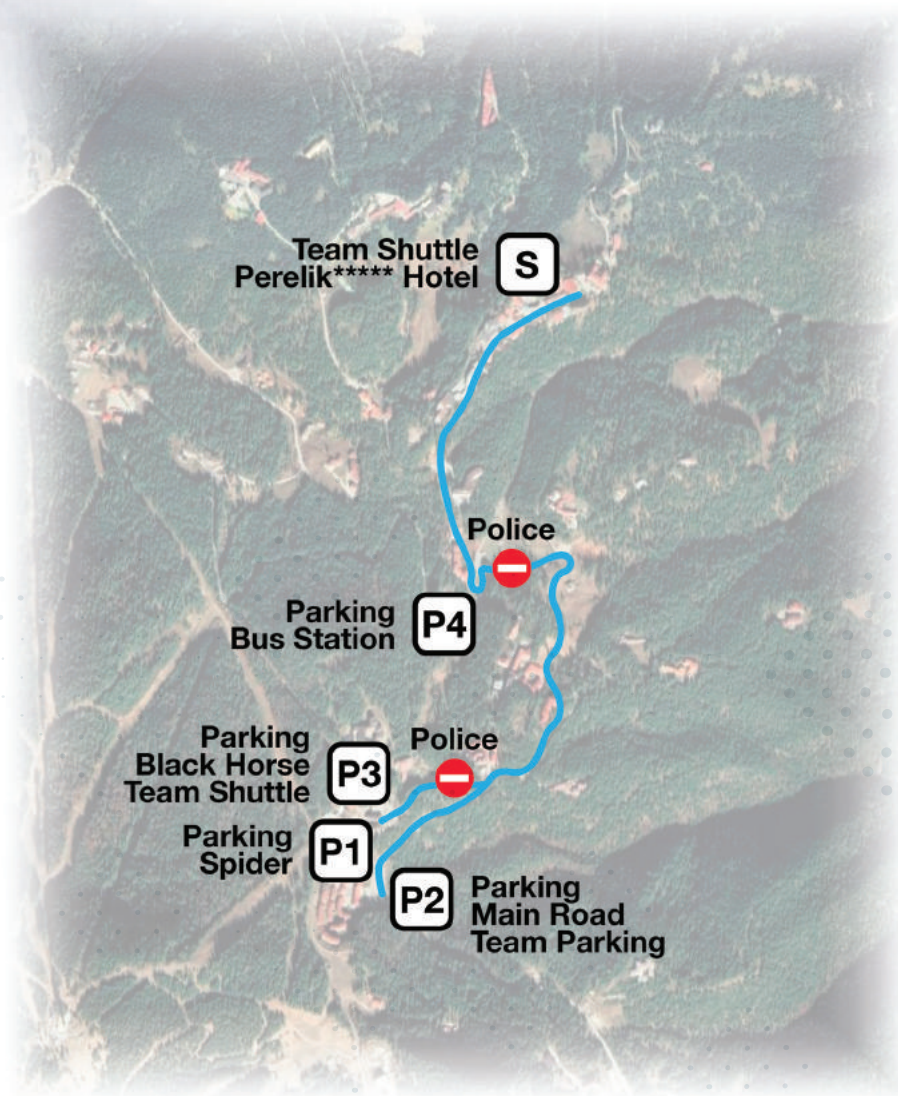 Team Shuttle
Perelik***** Hotel
S
Police
Parking
Bus Station
P4
Parking
Black Horse
Team Shuttle
P3
Police
Parking
Spider
P1
P2
Parking
Main Road
Team Parking